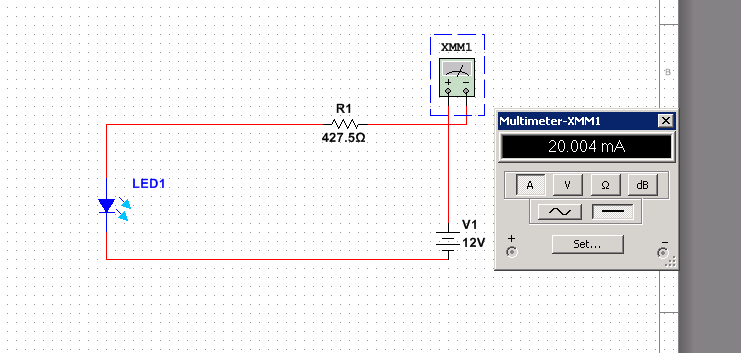 XMM1
B
R1
427.5Ω
LED1
V1
12V
Multimeter-XMM1
20.004 mA
A V Ω dB
+ Set... −